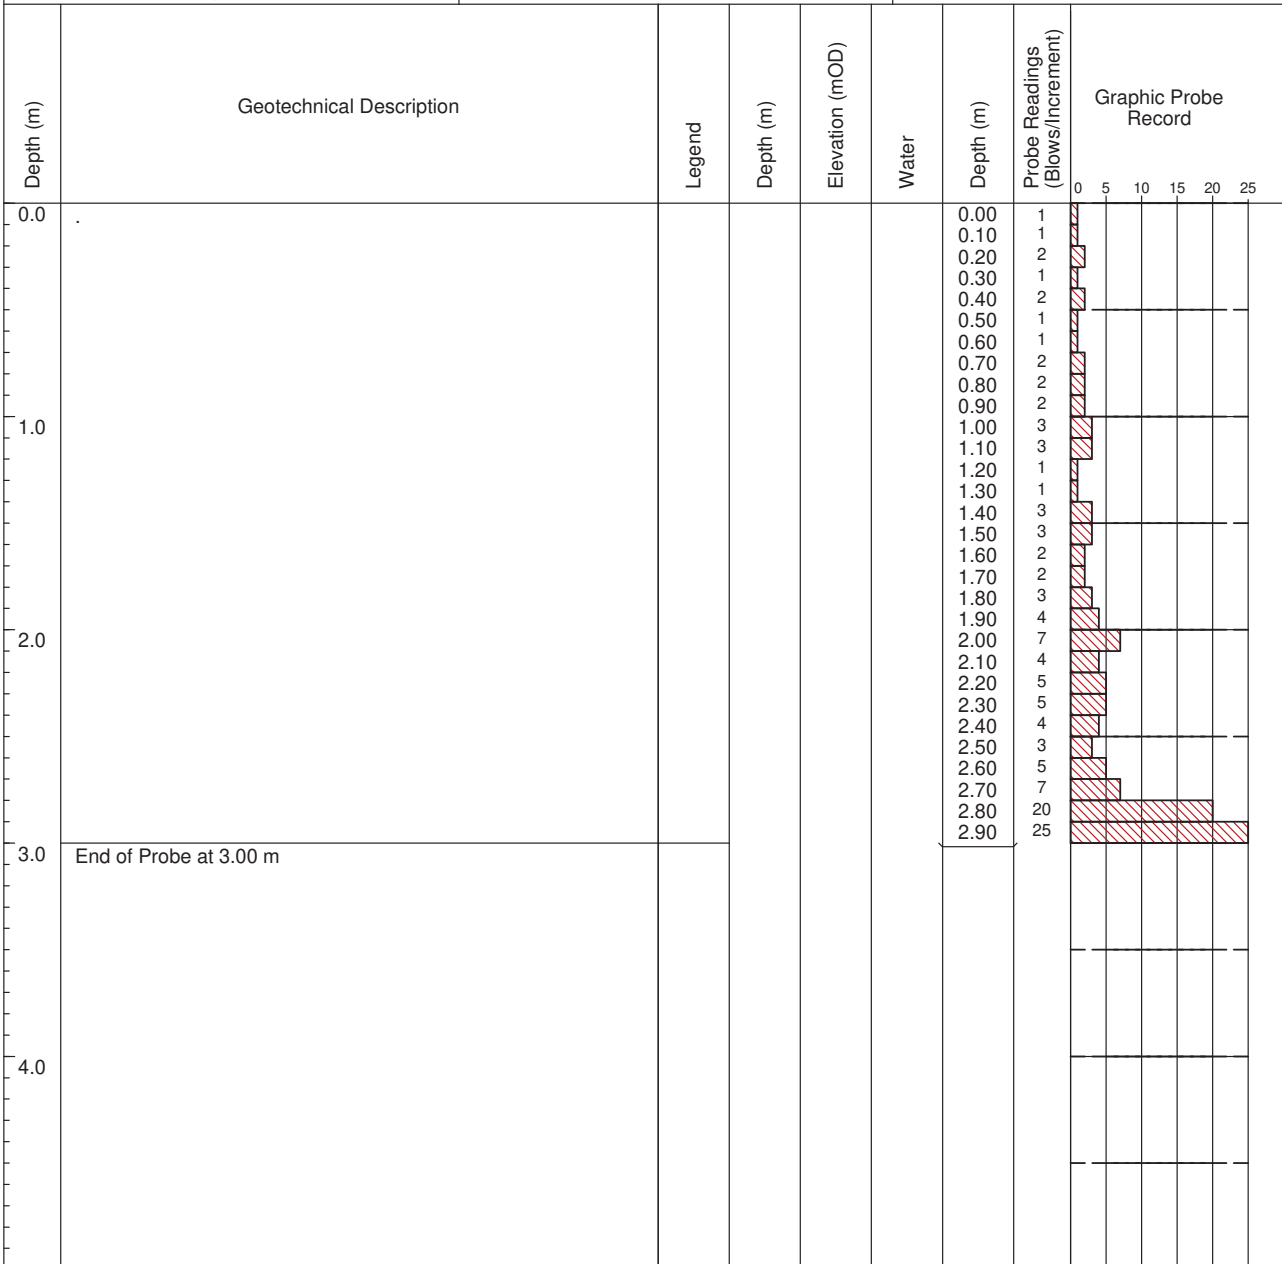 Depth (m)
Geotechnical Description
Legend
Depth (m)
Elevation (mOD)
Water
Depth (m)
Probe Readings
(Blows/Increment)
Graphic Probe
Record
0 5 10 15 20 25
0.0 . 0.00 1
0.10 1
0.20 2
0.30 1
0.40 2
0.50 1
0.60 1
0.70 2
0.80 2
0.90 2
1.0 1.00 3
1.10 3
1.20 1
1.30 1
1.40 3
1.50 3
1.60 2
1.70 2
1.80 3
1.90 4
2.0 2.00 7
2.10 4
2.20 5
2.30 5
2.40 4
2.50 3
2.60 5
2.70 7
2.80 20
2.90 25
3.0 End of Probe at 3.00 m
4.0